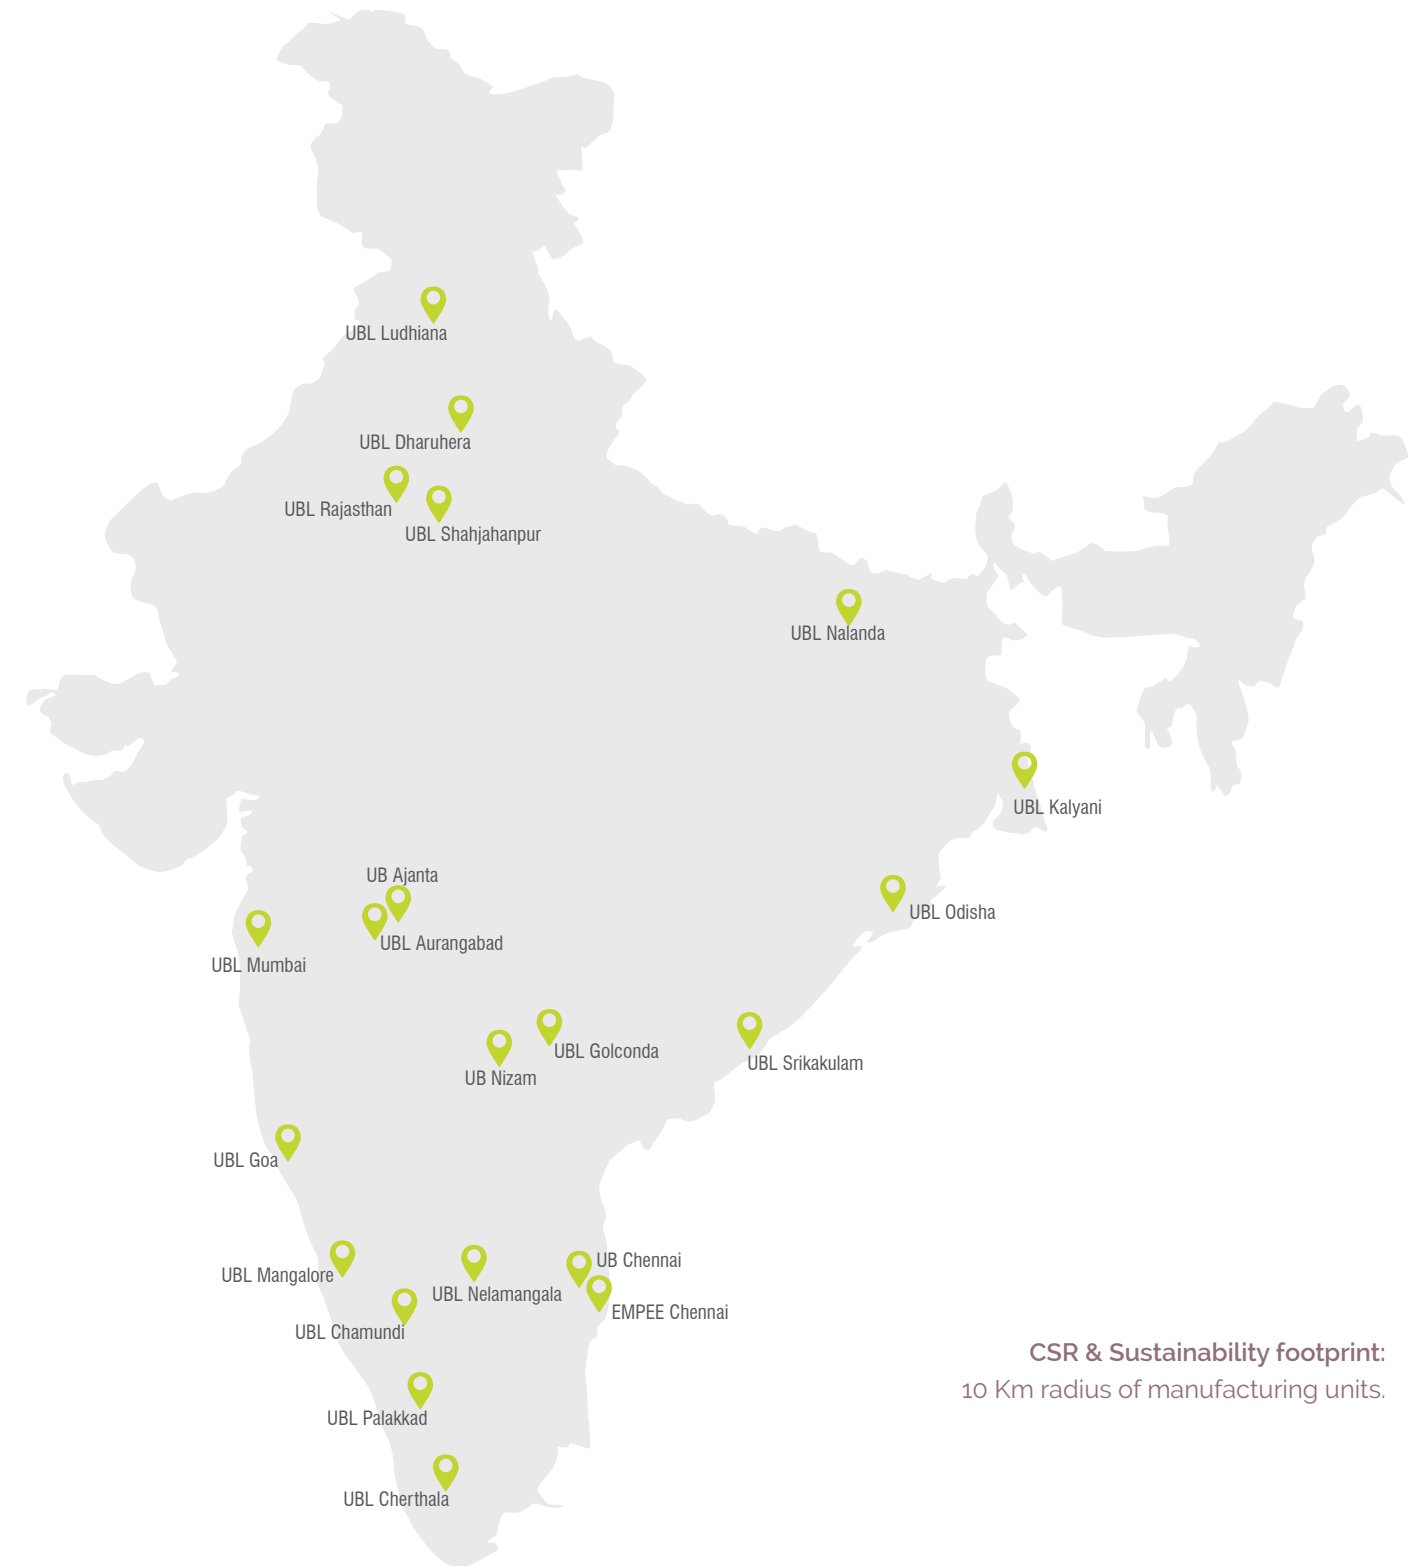 UBL Ludhiana
UBL Dharuhera
UBL Rajasthan
UBL Shahjahanpur
UBL Nalanda
UBL Kalyani
UB Ajanta
UBL Odisha
UBL Aurangabad
UBL Mumbai
UBL Golconda
UBL Srikakulam
UB Nizam
UBL Goa
UB Chennai
UBL Mangalore
UBL Nelamangala
EMPEE Chennai
UBL Chamundi
CSR & Sustainability footprint:
10 Km radius of manufacturing units.
UBL Palakkad
UBL Cherthala